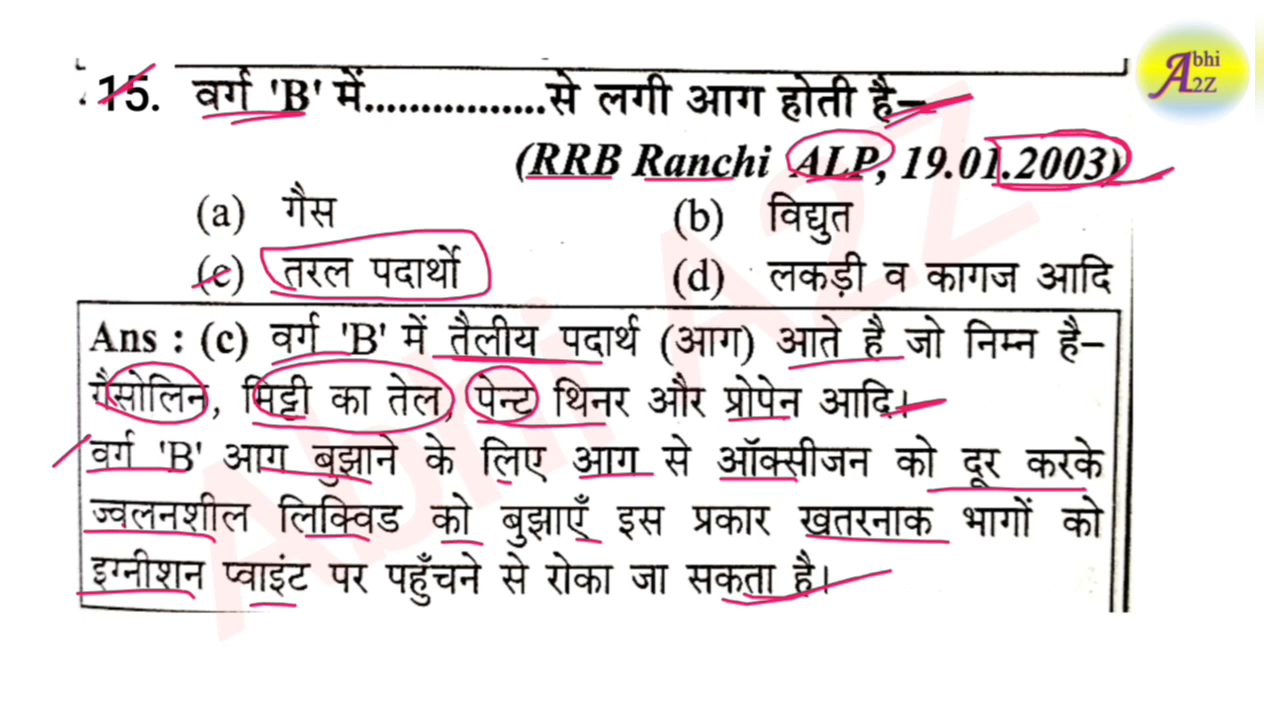 Abhi A2Z
15. वर्ग 'B' में................से लगी आग होती है–
(RRB Ranchi ALP, 19.01.2003)
(a) गैस (b) विद्युत
(c) तरल पदार्थो (d) लकड़ी व कागज आदि
Ans : (c) वर्ग 'B' में तैलीय पदार्थ (आग) आते है जो निम्न है–
गैसोलिन, मिट्टी का तेल, पेन्ट थिनर और प्रोपेन आदि।
वर्ग 'B' आग बुझाने के लिए आग से ऑक्सीजन को दूर करके
ज्वलनशील लिक्विड को बुझाएँ इस प्रकार खतरनाक भागों को
इग्नीशन प्वाइंट पर पहुँचने से रोका जा सकता है।
Abhi A2Z